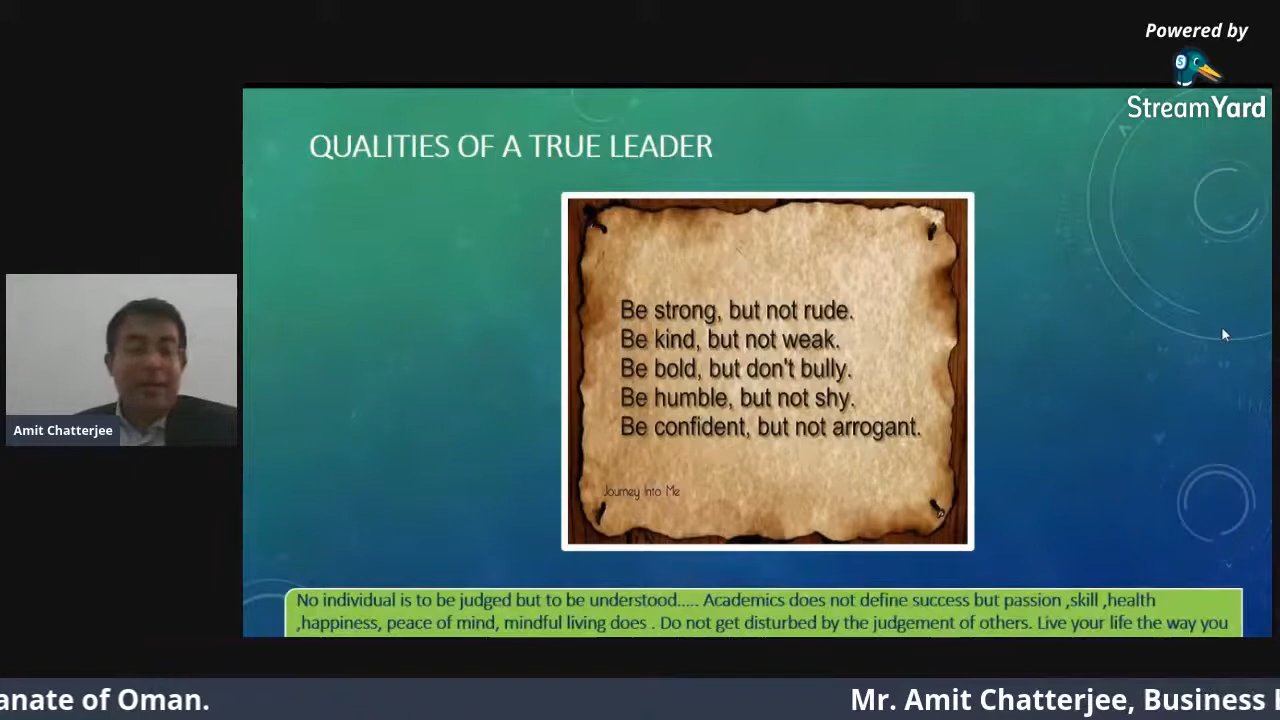 Powered by
StreamYard
QUALITIES OF A TRUE LEADER
Be strong, but not rude.
Be kind, but not weak.
Be bold, but don't bully.
Be humble, but not shy.
Be confident, but not arrogant.
Journey Into Me
Amit Chatterjee
No individual is to be judged but to be understood..... Academics does not define success but passion ,skill ,health
,happiness, peace of mind, mindful living does . Do not get disturbed by the judgement of others. Live your life the way you
anate of Oman.
Mr. Amit Chatterjee, Business